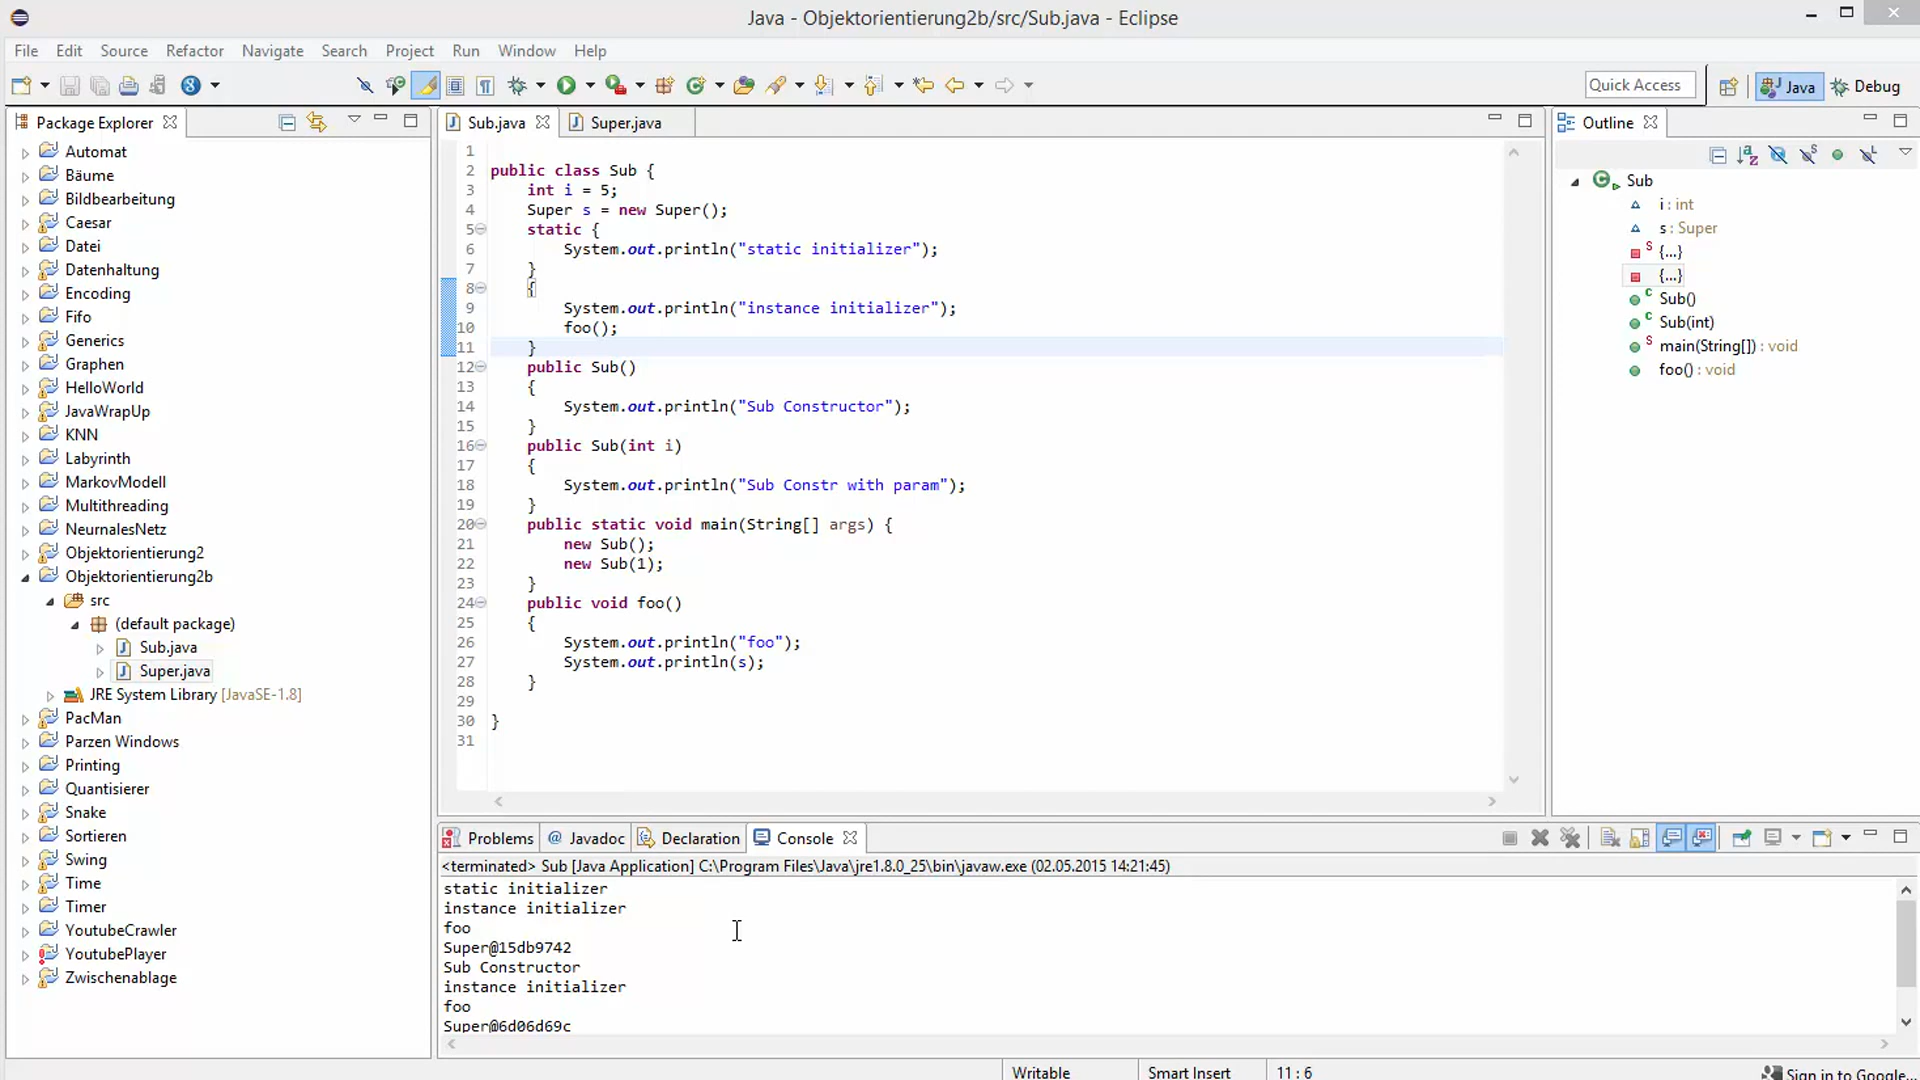 Java - Objektorientierung2b/src/Sub.java - Eclipse
File Edit Source Refactor Navigate Search Project Run Window Help
Quick Access Java Debug
Package Explorer
Automat
Bäume
Bildbearbeitung
Caesar
Datei
Datenhaltung
Encoding
Fifo
Generics
Graphen
HelloWorld
JavaWrapUp
KNN
Labyrinth
MarkovModell
Multithreading
NeurnalesNetz
Objektorientierung2
Objektorientierung2b
src
(default package)
Sub.java
Super.java
JRE System Library [JavaSE-1.8]
PacMan
Parzen Windows
Printing
Quantisierer
Snake
Sortieren
Swing
Time
Timer
YoutubeCrawler
YoutubePlayer
Zwischenablage
Sub.java Super.java
1
2 public class Sub {
3 int i = 5;
4 Super s = new Super();
5 static {
6 System.out.println("static initializer");
7 }
8 {
9 System.out.println("instance initializer");
10 foo();
11 }
12 public Sub()
13 {
14 System.out.println("Sub Constructor");
15 }
16 public Sub(int i)
17 {
18 System.out.println("Sub Constr with param");
19 }
20 public static void main(String[] args) {
21 new Sub();
22 new Sub(1);
23 }
24 public void foo()
25 {
26 System.out.println("foo");
27 System.out.println(s);
28 }
29
30 }
31
Outline
Sub
i : int
s : Super
{...}
{...}
Sub()
Sub(int)
main(String[]) : void
foo() : void
Problems Javadoc Declaration Console
<terminated> Sub [Java Application] C:\Program Files\Java\jre1.8.0_25\bin\javaw.exe (02.05.2015 14:21:45)
static initializer
instance initializer
foo
Super@15db9742
Sub Constructor
instance initializer
foo
Super@6d06d69c
Writable Smart Insert 11 : 6 Sign in to Google...